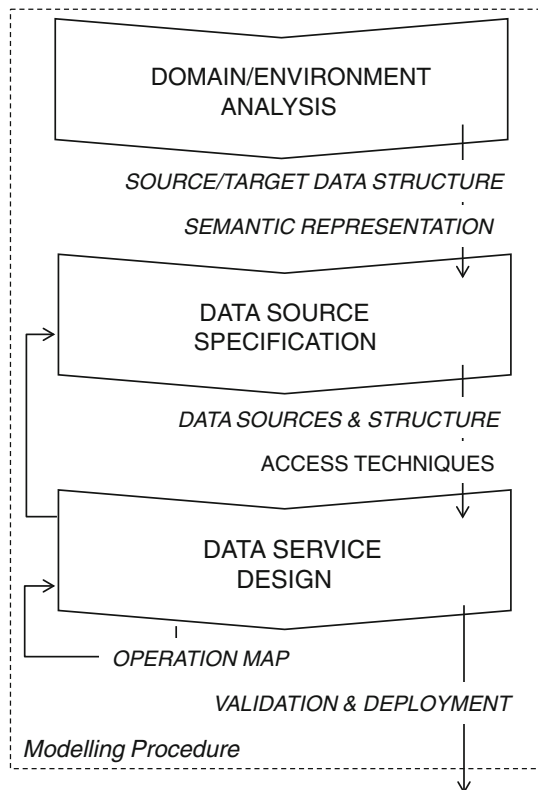 DOMAIN/ENVIRONMENT
ANALYSIS
SOURCE/TARGET DATA STRUCTURE
SEMANTIC REPRESENTATION
DATA SOURCE
SPECIFICATION
DATA SOURCES & STRUCTURE
ACCESS TECHNIQUES
DATA SERVICE
DESIGN
OPERATION MAP
VALIDATION & DEPLOYMENT
Modelling Procedure